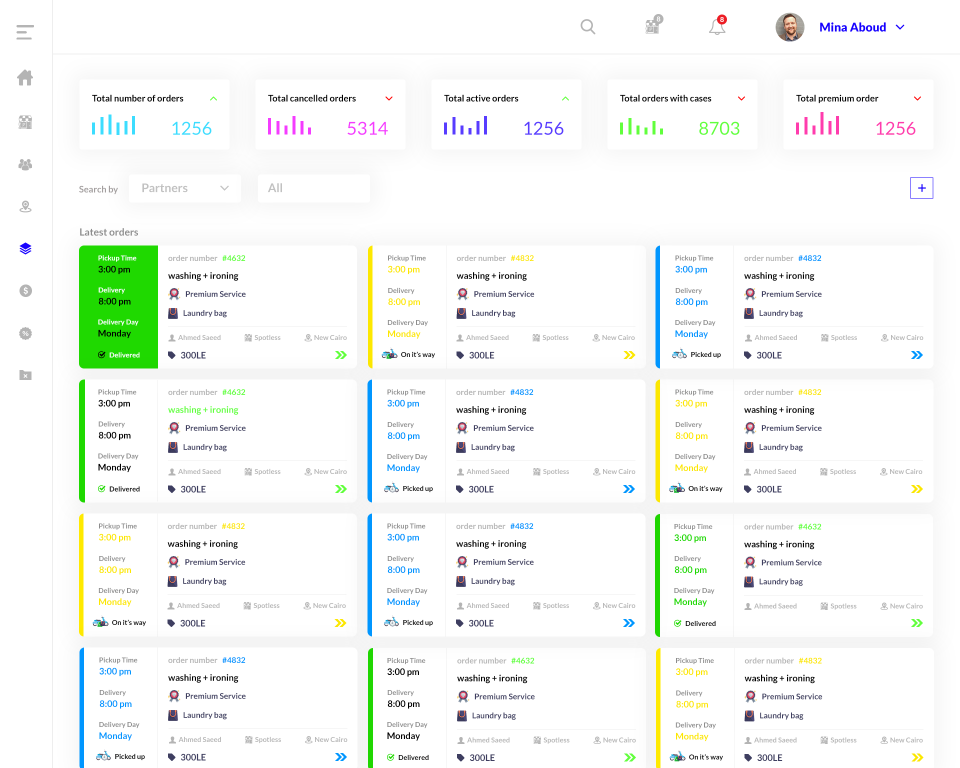 0
8
Mina Aboud
Total number of orders
1256
Total cancelled orders
5314
Total active orders
1256
Total orders with cases
8703
Total premium order
1256
Search by
Partners
All
+
Latest orders
Pickup Time
3:00 pm
Delivery
8:00 pm
Delivery Day
Monday
Delivered
order number #4632
washing + ironing
Premium Service
Laundry bag
Ahmed Saeed Spotless New Cairo
300LE
Pickup Time
3:00 pm
Delivery
8:00 pm
Delivery Day
Monday
On it's way
order number #4832
washing + ironing
Premium Service
Laundry bag
Ahmed Saeed Spotless New Cairo
300LE
Pickup Time
3:00 pm
Delivery
8:00 pm
Delivery Day
Monday
Picked up
order number #4832
washing + ironing
Premium Service
Laundry bag
Ahmed Saeed Spotless New Cairo
300LE
Pickup Time
3:00 pm
Delivery
8:00 pm
Delivery Day
Monday
Delivered
order number #4632
washing + ironing
Premium Service
Laundry bag
Ahmed Saeed Spotless New Cairo
300LE
Pickup Time
3:00 pm
Delivery
8:00 pm
Delivery Day
Monday
Picked up
order number #4832
washing + ironing
Premium Service
Laundry bag
Ahmed Saeed Spotless New Cairo
300LE
Pickup Time
3:00 pm
Delivery
8:00 pm
Delivery Day
Monday
On it's way
order number #4832
washing + ironing
Premium Service
Laundry bag
Ahmed Saeed Spotless New Cairo
300LE
Pickup Time
3:00 pm
Delivery
8:00 pm
Delivery Day
Monday
On it's way
order number #4832
washing + ironing
Premium Service
Laundry bag
Ahmed Saeed Spotless New Cairo
300LE
Pickup Time
3:00 pm
Delivery
8:00 pm
Delivery Day
Monday
Picked up
order number #4832
washing + ironing
Premium Service
Laundry bag
Ahmed Saeed Spotless New Cairo
300LE
Pickup Time
3:00 pm
Delivery
8:00 pm
Delivery Day
Monday
Delivered
order number #4632
washing + ironing
Premium Service
Laundry bag
Ahmed Saeed Spotless New Cairo
Pickup Time
3:00 pm
Delivery
8:00 pm
Delivery Day
Monday
Picked up
order number #4832
washing + ironing
Premium Service
Laundry bag
Ahmed Saeed Spotless New Cairo
300LE
Pickup Time
3:00 pm
Delivery
8:00 pm
Delivery Day
Monday
Delivered
order number #4632
washing + ironing
Premium Service
Laundry bag
Ahmed Saeed Spotless New Cairo
300LE
Pickup Time
3:00 pm
Delivery
8:00 pm
Delivery Day
Monday
On it's way
order number #4832
washing + ironing
Premium Service
Laundry bag
Ahmed Saeed Spotless New Cairo
300LE